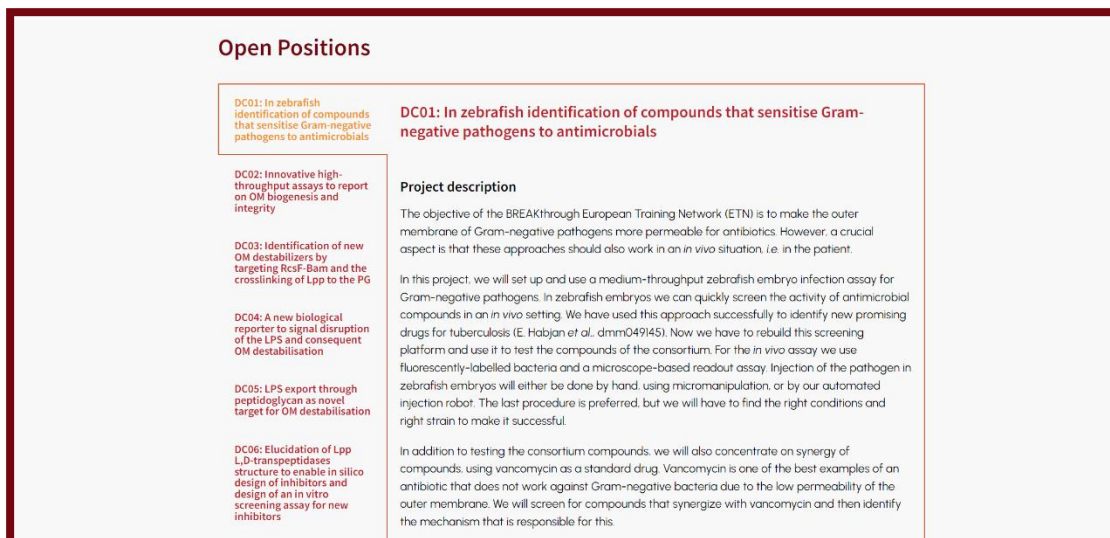 Open Positions
DC01: In zebrafish
identification of compounds
that sensitise Gram-negative
pathogens to antimicrobials
DC02: Innovative high-
throughput assays to report
on OM biogenesis and
integrity
DC03: Identification of new
OM destabilizers by
targeting RcsF-Bam and the
crosslinking of Lpp to the PG
DC04: A new biological
reporter to signal disruption
of the LPS and consequent
OM destabilisation
DC05: LPS export through
peptidoglycan as novel
target for OM destabilisation
DC06: Elucidation of Lpp
L,D-transpeptidases
structure to enable in silico
design of inhibitors and
design of an in vitro
screening assay for new
inhibitors
DC01: In zebrafish identification of compounds that sensitise Gram-
negative pathogens to antimicrobials
Project description
The objective of the BREAKthrough European Training Network (ETN) is to make the outer
membrane of Gram-negative pathogens more permeable for antibiotics. However, a crucial
aspect is that these approaches should also work in an in vivo situation, i.e. in the patient.
In this project, we will set up and use a medium-throughput zebrafish embryo infection assay for
Gram-negative pathogens. In zebrafish embryos we can quickly screen the activity of antimicrobial
compounds in an in vivo setting. We have used this approach successfully to identify new promising
drugs for tuberculosis (E. Habjan et al., dmm049145). Now we have to rebuild this screening
platform and use it to test the compounds of the consortium. For the in vivo assay we use
fluorescently-labelled bacteria and a microscope-based readout assay. Injection of the pathogen in
zebrafish embryos will either be done by hand, using micromanipulation, or by our automated
injection robot. The last procedure is preferred, but we will have to find the right conditions and
right strain to make it successful.
In addition to testing the consortium compounds, we will also concentrate on synergy of
compounds, using vancomycin as a standard drug. Vancomycin is one of the best examples of an
antibiotic that does not work against Gram-negative bacteria due to the low permeability of the
outer membrane. We will screen for compounds that synergize with vancomycin and then identify
the mechanism that is responsible for this.